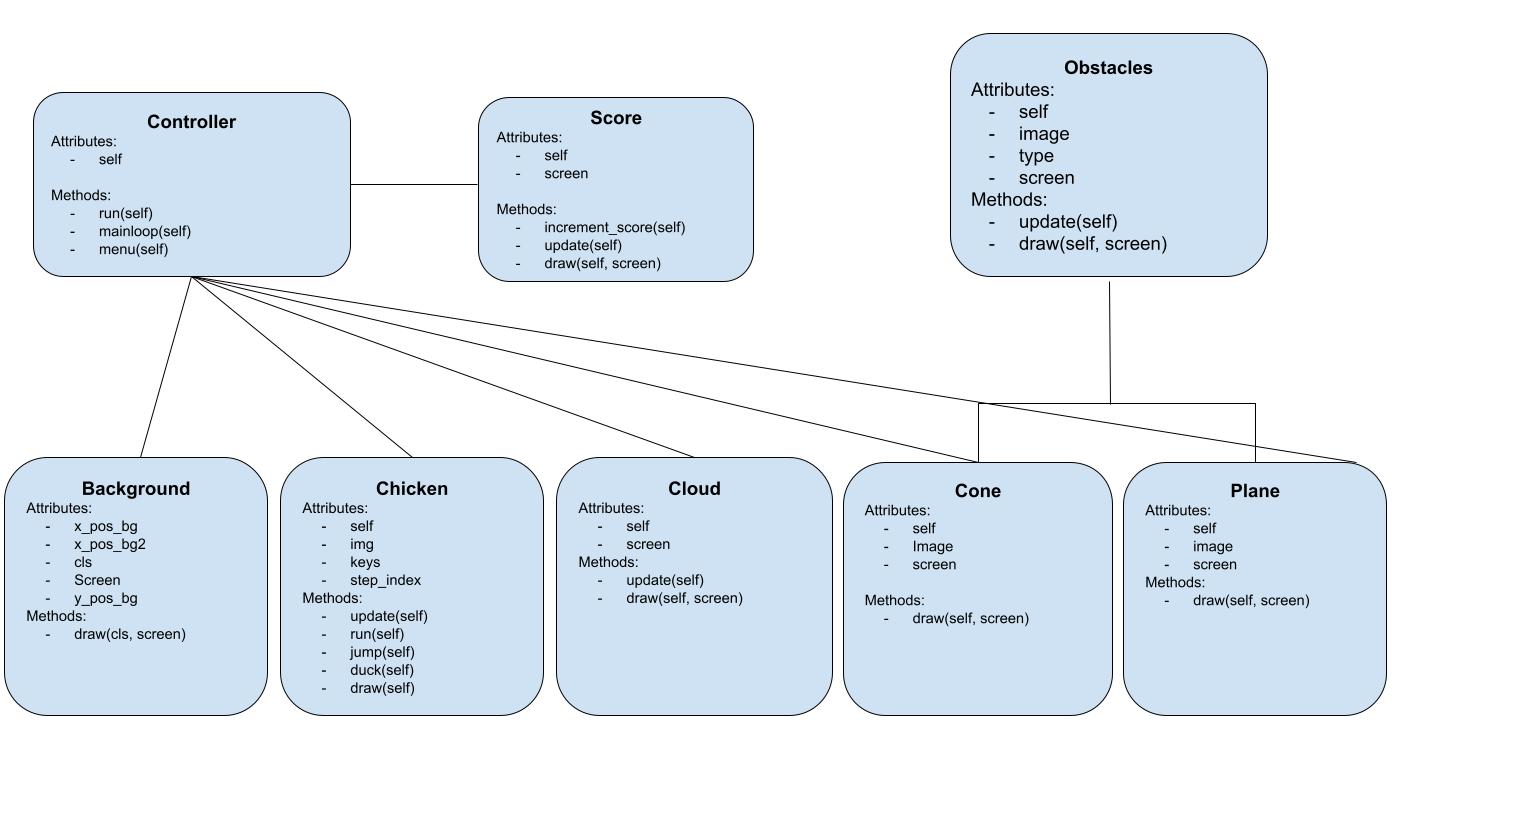 Controller
Attributes:
- self
Methods:
- run(self)
- mainloop(self)
- menu(self)
Score
Attributes:
- self
- screen
Methods:
- increment_score(self)
- update(self)
- draw(self, screen)
Obstacles
Attributes:
- self
- image
- type
- screen
Methods:
- update(self)
- draw(self, screen)
Background
Attributes:
- x_pos_bg
- x_pos_bg2
- cls
- Screen
- y_pos_bg
Methods:
- draw(cls, screen)
Chicken
Attributes:
- self
- img
- keys
- step_index
Methods:
- update(self)
- run(self)
- jump(self)
- duck(self)
- draw(self)
Cloud
Attributes:
- self
- screen
Methods:
- update(self)
- draw(self, screen)
Cone
Attributes:
- self
- Image
- screen
Methods:
- draw(self, screen)
Plane
Attributes:
- self
- image
- screen
Methods:
- draw(self, screen)